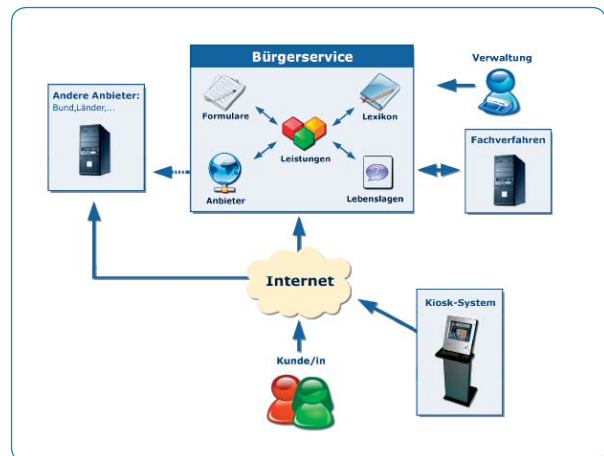 Bürgerservice
Verwaltung
Andere Anbieter:
Bund,Länder,...
Formulare
Lexikon
Leistungen
Fachverfahren
Anbieter
Lebenslagen
Internet
Kiosk-System
Kunde/in